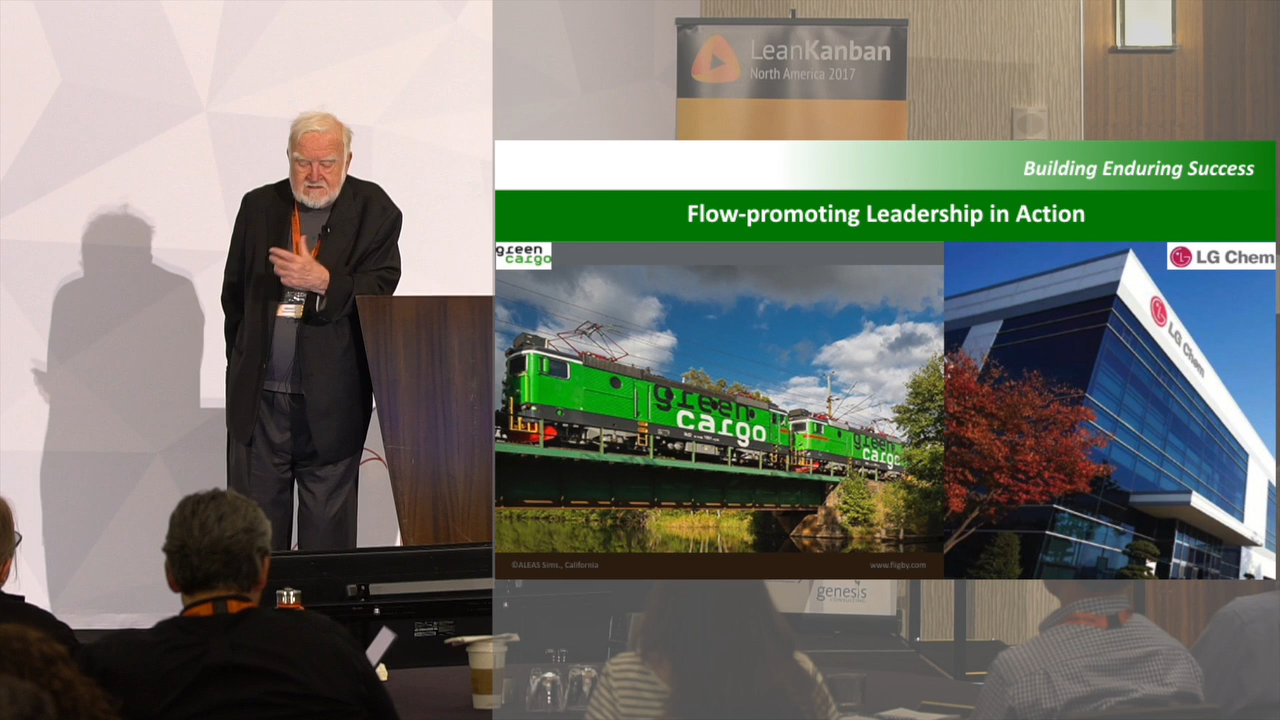 LeanKanban
North America 2017
Building Enduring Success
Flow-promoting Leadership in Action
green
cargo
LG Chem
LG Chem
green
cargo
green
cargo
©ALEAS Sims., California
www.fligby.com
genesis